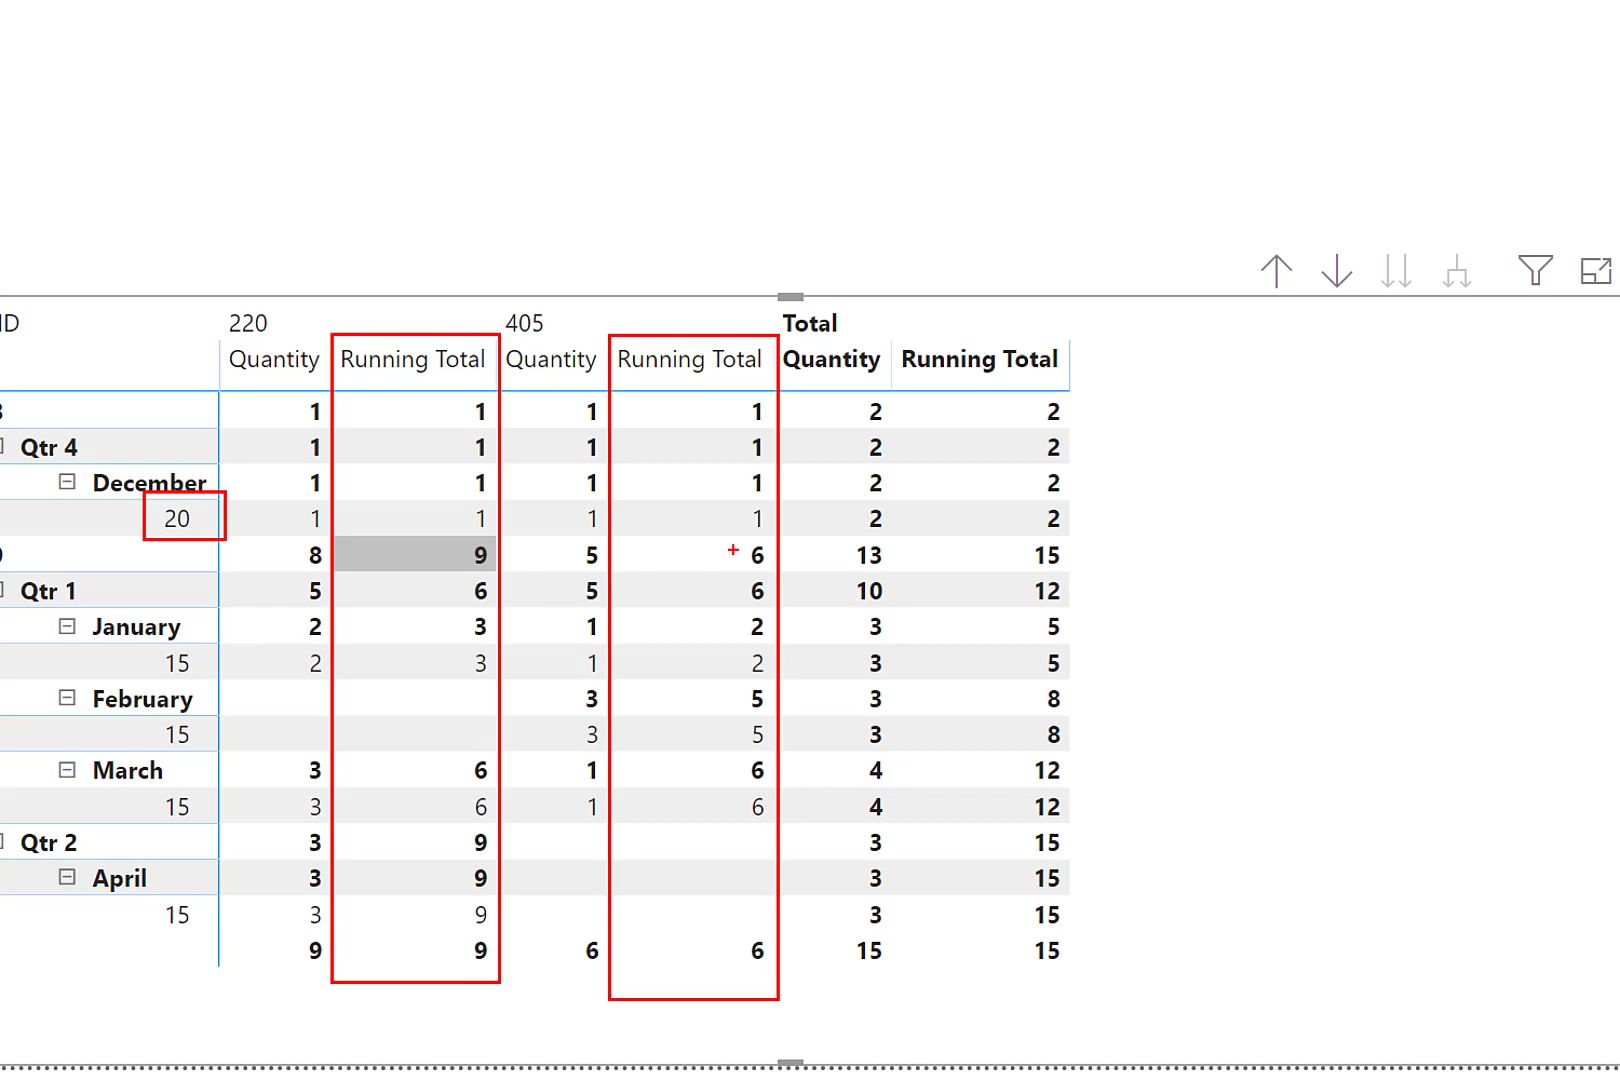 ID 220 405 Total
Quantity Running Total Quantity Running Total Quantity Running Total
1 1 1 1 2 2
Qtr 4 1 1 1 1 2 2
December 1 1 1 1 2 2
20 1 1 1 1 2 2
8 9 5 6 13 15
Qtr 1 5 6 5 6 10 12
January 2 3 1 2 3 5
15 2 3 1 2 3 5
February 3 5 3 8
15 3 5 3 8
March 3 6 1 6 4 12
15 3 6 1 6 4 12
Qtr 2 3 9 3 15
April 3 9 3 15
15 3 9 3 15
9 9 6 6 15 15